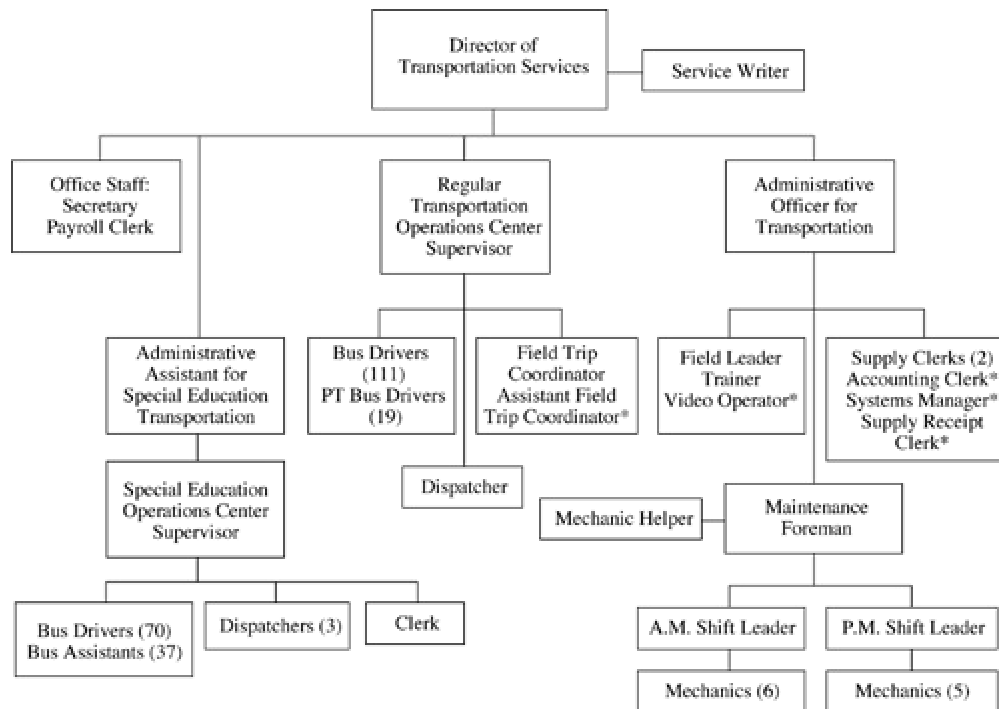 Director of
Transportation Services
Service Writer
Office Staff:
Secretary
Payroll Clerk
Regular
Transportation
Operations Center
Supervisor
Administrative
Officer for
Transportation
Administrative
Assistant for
Special Education
Transportation
Bus Drivers
(111)
PT Bus Drivers
(19)
Field Trip
Coordinator
Assistant Field
Trip Coordinator*
Field Leader
Trainer
Video Operator*
Supply Clerks (2)
Accounting Clerk*
Systems Manager*
Supply Receipt
Clerk*
Special Education
Operations Center
Supervisor
Dispatcher
Mechanic Helper
Maintenance
Foreman
Bus Drivers (70)
Bus Assistants (37)
Dispatchers (3)
Clerk
A.M. Shift Leader
P.M. Shift Leader
Mechanics (6)
Mechanics (5)